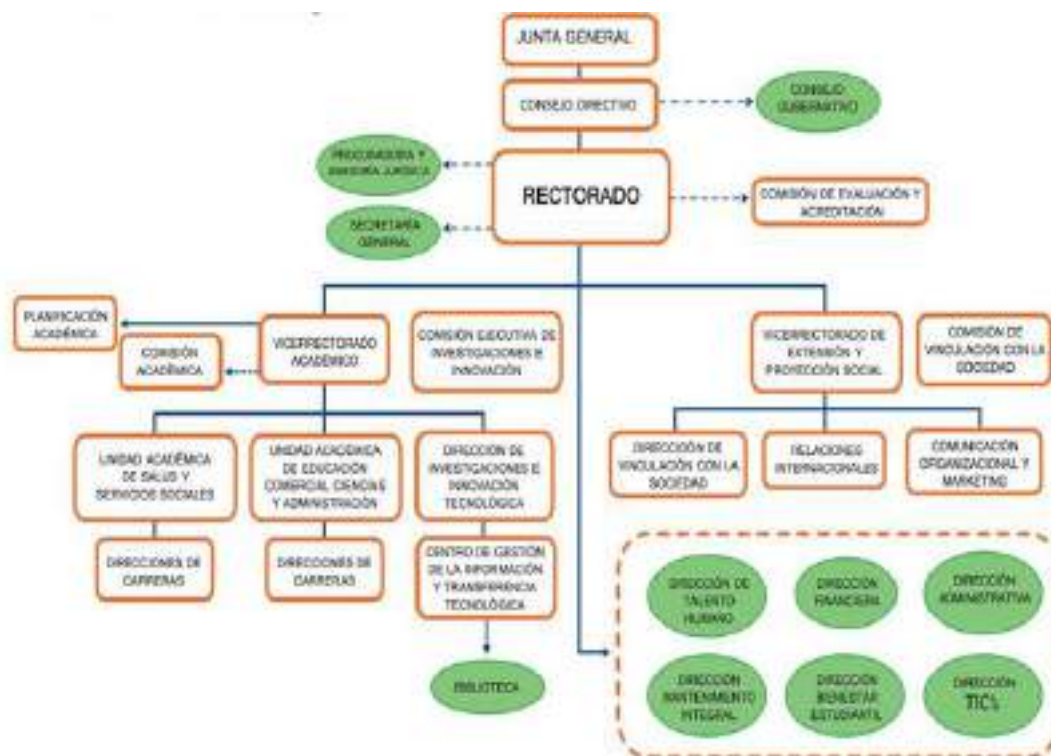 JUNTA GENERAL
CONSEJO DIRECTIVO
CONSEJO
GUBERNATIVO
PROCURADURÍA Y
ASESORÍA JURÍDICA
RECTORADO
COMISIÓN DE EVALUACIÓN Y
ACREDITACIÓN
SECRETARÍA
GENERAL
PLANIFICACIÓN
ACADÉMICA
COMISIÓN
ACADÉMICA
VICERRECTORADO
ACADÉMICO
COMISIÓN EJECUTIVA DE
INVESTIGACIONES E
INNOVACIÓN
VICERRECTORADO DE
EXTENSIÓN Y
PROYECCIÓN SOCIAL
COMISIÓN DE
VINCULACIÓN CON LA
SOCIEDAD
UNIDAD ACADÉMICA
DE SALUD Y
SERVICIOS SOCIALES
UNIDAD ACADÉMICA
DE EDUCACIÓN
COMERCIAL CIENCIAS
Y ADMINISTRACIÓN
DIRECCIÓN DE
INVESTIGACIONES E
INNOVACIÓN
TECNOLÓGICA
DIRECCIÓN DE
VINCULACIÓN CON LA
SOCIEDAD
RELACIONES
INTERNACIONALES
COMUNICACIÓN
ORGANIZACIONAL Y
MARKETING
DIRECCIONES DE
CARRERAS
DIRECCIONES DE
CARRERAS
CENTRO DE GESTIÓN
DE LA INFORMACIÓN
Y TRANSFERENCIA
TECNOLÓGICA
BIBLIOTECA
DIRECCIÓN DE
TALENTO
HUMANO
DIRECCIÓN
FINANCIERA
DIRECCIÓN
ADMINISTRATIVA
DIRECCIÓN
MANTENIMIENTO
INTEGRAL
DIRECCIÓN
BIENESTAR
ESTUDIANTIL
DIRECCIÓN
TICs